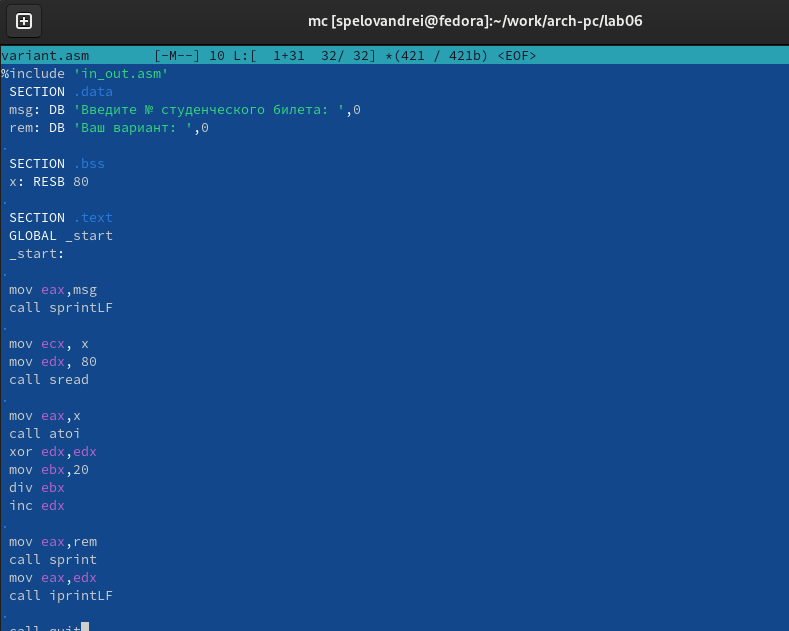 mc [spelovandrei@fedora]:~/work/arch-pc/lab06
variant.asm [-M--] 10 L:[ 1+31 32/ 32] *(421 / 421b) <EOF>
%include 'in_out.asm'
SECTION .data
msg: DB 'Введите № студенческого билета: ',0
rem: DB 'Ваш вариант: ',0
.
SECTION .bss
x: RESB 80
.
SECTION .text
GLOBAL _start
_start:
.
mov eax,msg
call sprintLF
.
mov ecx, x
mov edx, 80
call sread
.
mov eax,x
call atoi
xor edx,edx
mov ebx,20
div ebx
inc edx
.
mov eax,rem
call sprint
mov eax,edx
call iprintLF
.
call quit